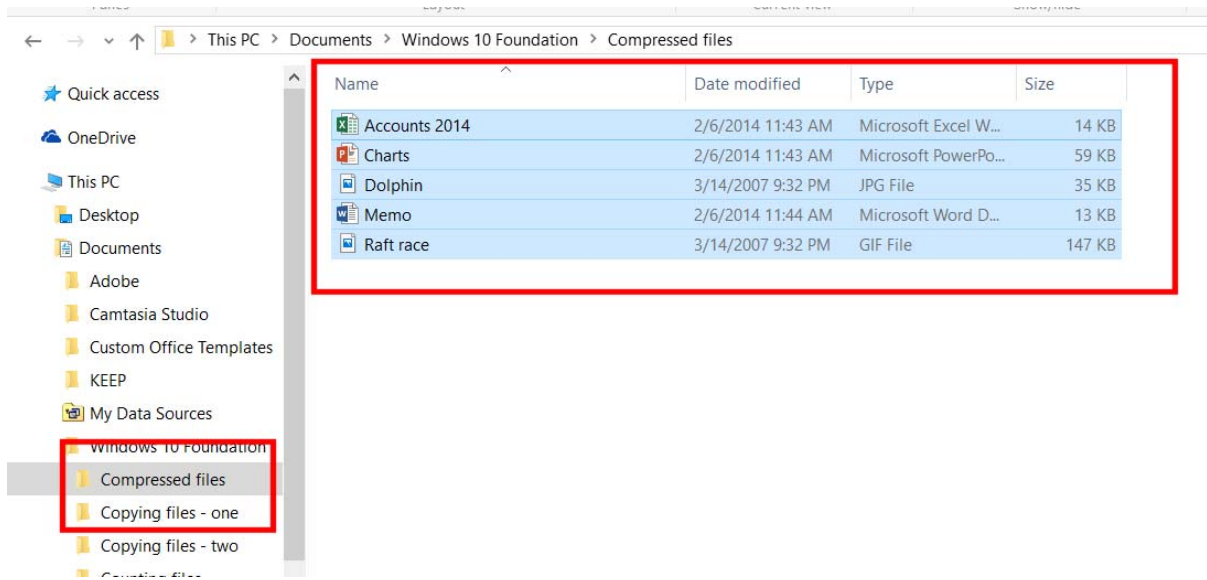 This PC > Documents > Windows 10 Foundation > Compressed files
Quick access
OneDrive
This PC
Desktop
Documents
Adobe
Camtasia Studio
Custom Office Templates
KEEP
My Data Sources
Windows 10 Foundation
Compressed files
Copying files - one
Copying files - two
Name Date modified Type Size
Accounts 2014 2/6/2014 11:43 AM Microsoft Excel W... 14 KB
Charts 2/6/2014 11:43 AM Microsoft PowerPo... 59 KB
Dolphin 3/14/2007 9:32 PM JPG File 35 KB
Memo 2/6/2014 11:44 AM Microsoft Word D... 13 KB
Raft race 3/14/2007 9:32 PM GIF File 147 KB